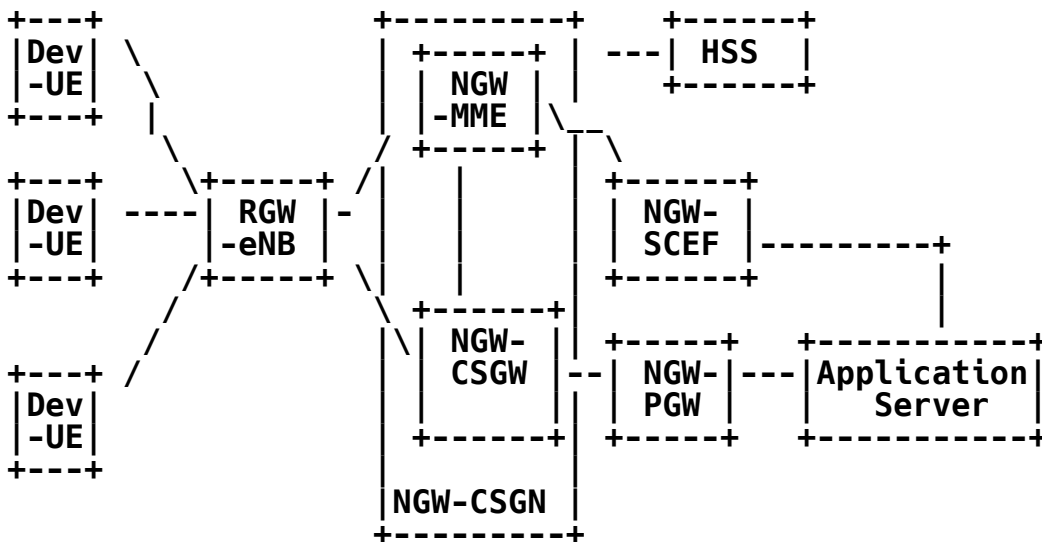 Dev
-UE
Dev
-UE
Dev
-UE
RGW
-eNB
NGW
-MME
NGW-
CSGW
NGW-CSGN
HSS
NGW-
SCEF
NGW-
PGW
Application
Server